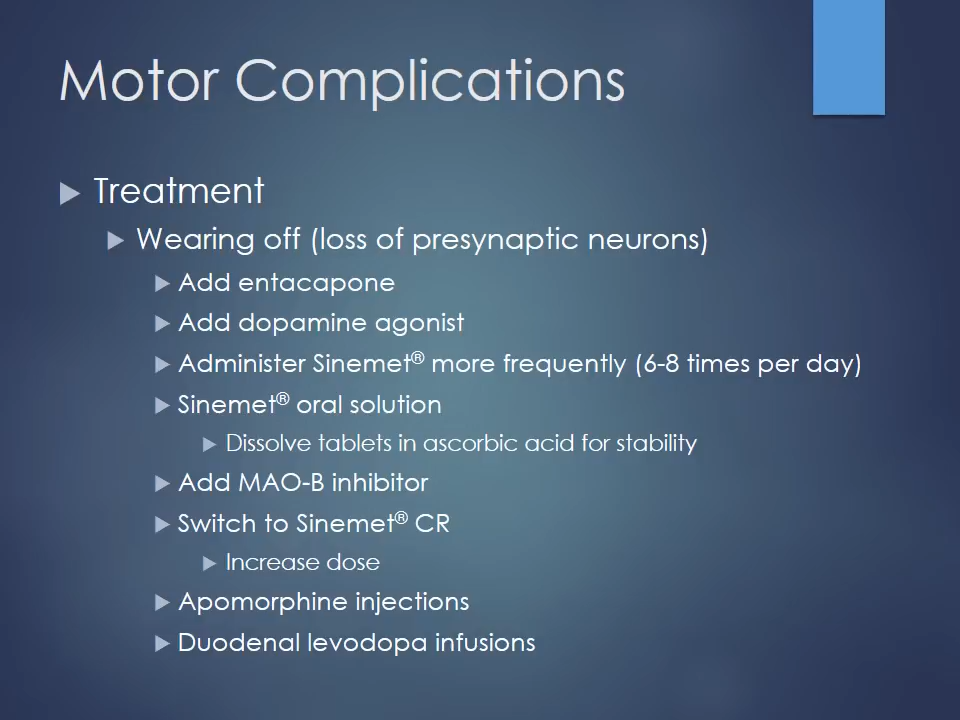 Motor Complications
Treatment
Wearing off (loss of presynaptic neurons)
Add entacapone
Add dopamine agonist
Administer Sinemet® more frequently (6-8 times per day)
Sinemet® oral solution
Dissolve tablets in ascorbic acid for stability
Add MAO-B inhibitor
Switch to Sinemet® CR
Increase dose
Apomorphine injections
Duodenal levodopa infusions